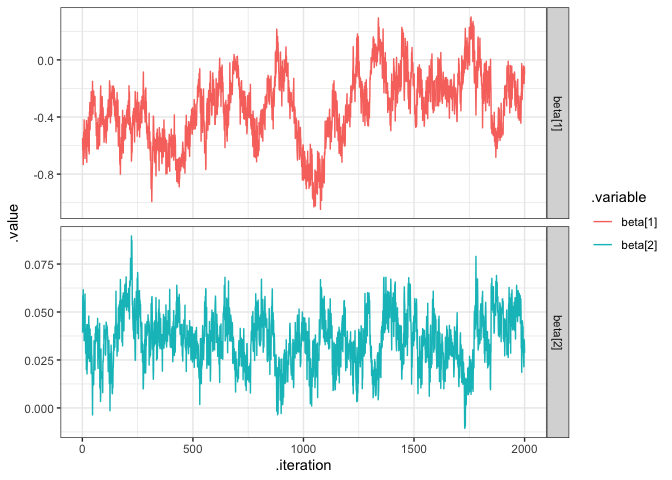 0.0
-0.4
-0.8
beta[1]
0.075
0.050
0.025
0.000
beta[2]
0
500
1000
1500
2000
.iteration
.value
.variable
beta[1]
beta[2]